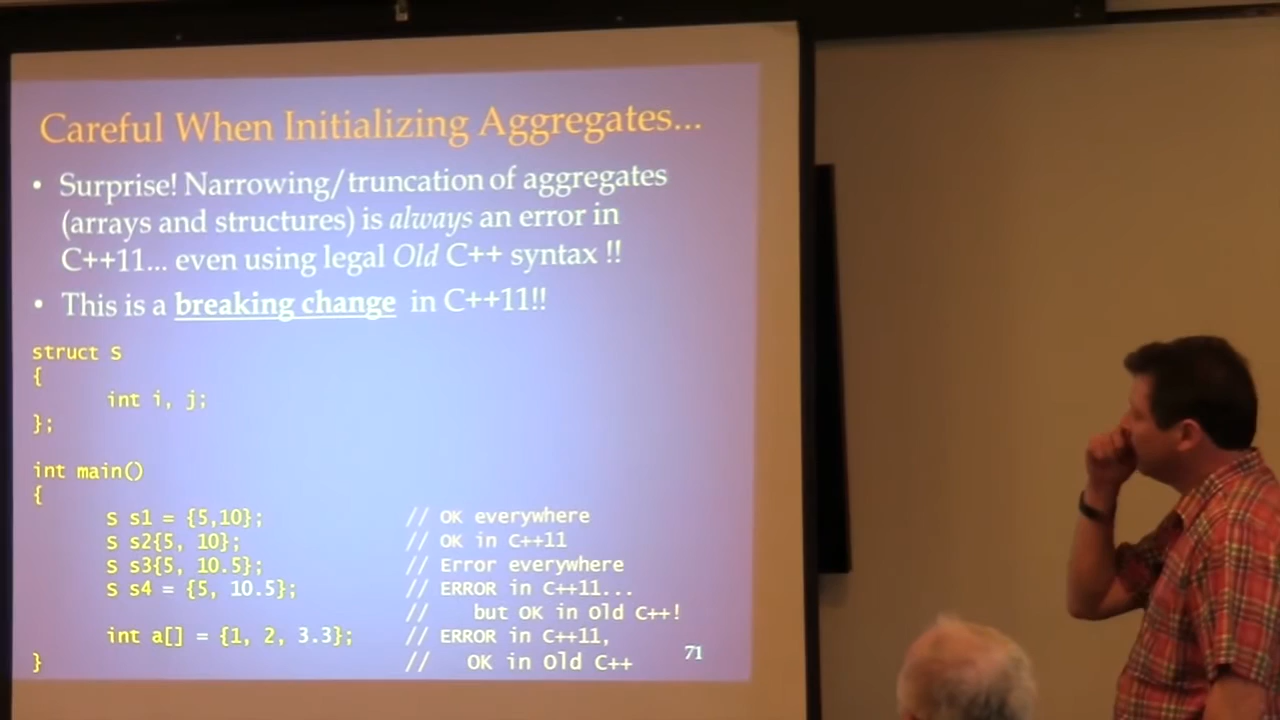 Careful When Initializing Aggregates...
• Surprise! Narrowing/truncation of aggregates
(arrays and structures) is always an error in
C++11... even using legal Old C++ syntax !!
• This is a breaking change in C++11!!
struct S
{
int i, j;
};
int main()
{
S s1 = {5,10}; // OK everywhere
S s2{5, 10}; // OK in C++11
S s3{5, 10.5}; // Error everywhere
S s4 = {5, 10.5}; // ERROR in C++11...
// but OK in Old C++!
int a[] = {1, 2, 3.3}; // ERROR in C++11,
} // OK in Old C++
71